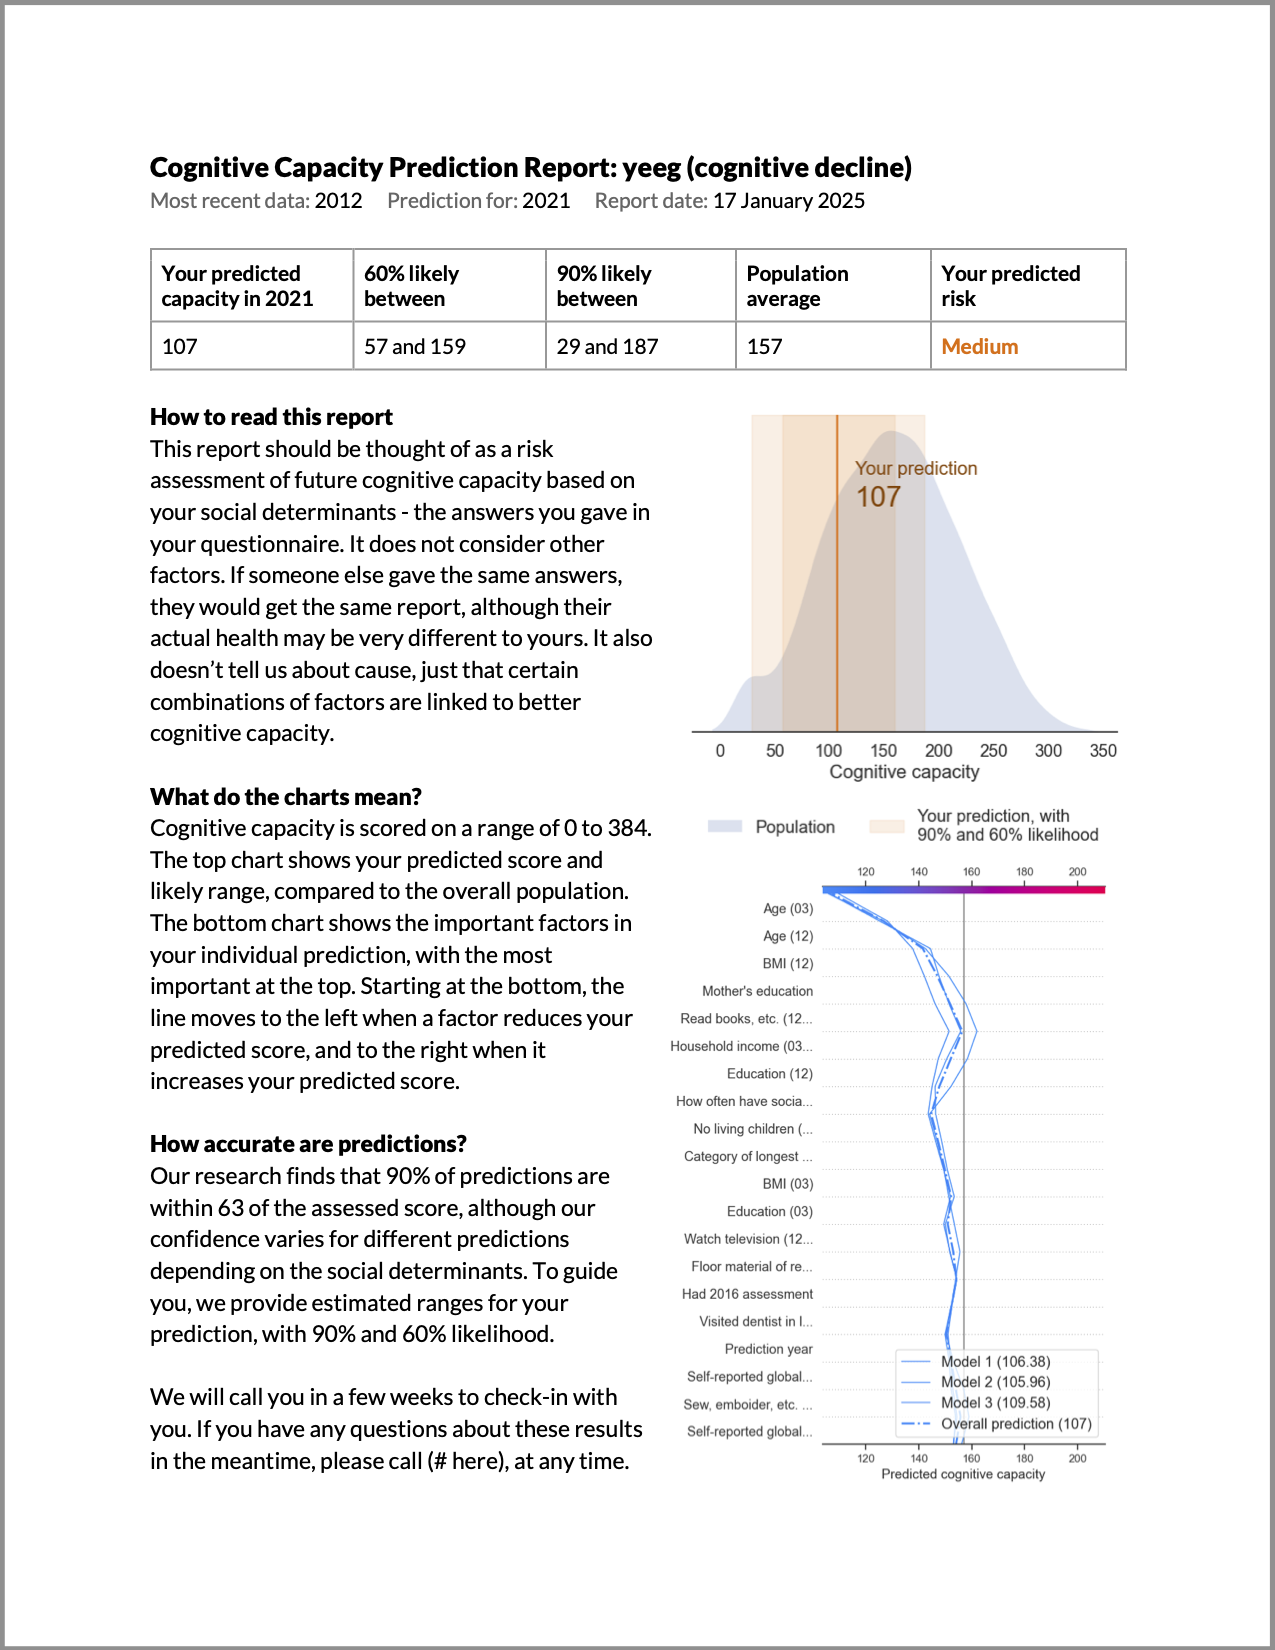 Cognitive Capacity Prediction Report: yeeg (cognitive decline)
Most recent data: 2012 Prediction for: 2021 Report date: 17 January 2025
Your predicted capacity in 2021
60% likely between
90% likely between
Population average
Your predicted risk
107
57 and 159
29 and 187
157
Medium
How to read this report
This report should be thought of as a risk
assessment of future cognitive capacity based on
your social determinants - the answers you gave in
your questionnaire. It does not consider other
factors. If someone else gave the same answers,
they would get the same report, although their
actual health may be very different to yours. It also
doesn’t tell us about cause, just that certain
combinations of factors are linked to better
cognitive capacity.
What do the charts mean?
Cognitive capacity is scored on a range of 0 to 384.
The top chart shows your predicted score and
likely range, compared to the overall population.
The bottom chart shows the important factors in
your individual prediction, with the most
important at the top. Starting at the bottom, the
line moves to the left when a factor reduces your
predicted score, and to the right when it
increases your predicted score.
How accurate are predictions?
Our research finds that 90% of predictions are
within 63 of the assessed score, although our
confidence varies for different predictions
depending on the social determinants. To guide
you, we provide estimated ranges for your
prediction, with 90% and 60% likelihood.
We will call you in a few weeks to check-in with
you. If you have any questions about these results
in the meantime, please call (# here), at any time.
Your prediction
107
0 50 100 150 200 250 300 350
Cognitive capacity
Population
Your prediction, with
90% and 60% likelihood
120 140 160 180 200
Age (03)
Age (12)
BMI (12)
Mother's education
Read books, etc. (12...
Household income (03...
Education (12)
How often have socia...
No living children (...
Category of longest ...
BMI (03)
Education (03)
Watch television (12...
Floor material of re...
Had 2016 assessment
Visited dentist in l...
Prediction year
Self-reported global...
Sew, emboider, etc. ...
Self-reported global...
Model 1 (106.38)
Model 2 (105.96)
Model 3 (109.58)
Overall prediction (107)
120 140 160 180 200
Predicted cognitive capacity